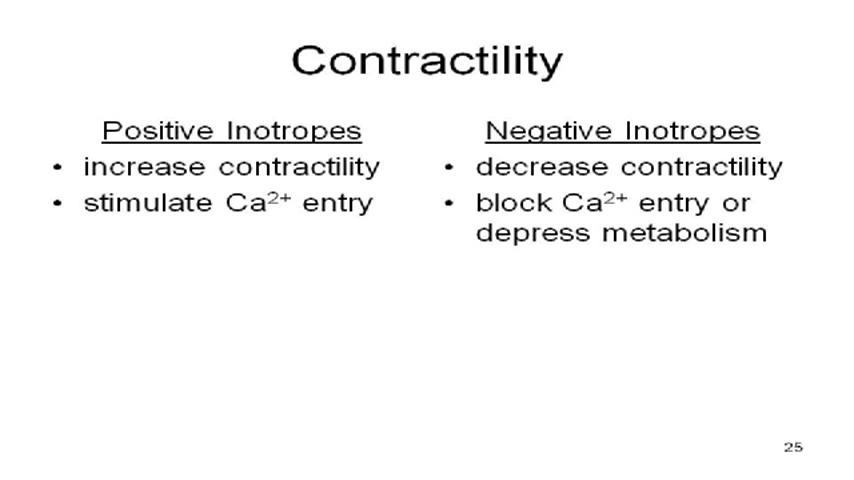 Contractility
Positive Inotropes
• increase contractility
• stimulate Ca²⁺ entry
Negative Inotropes
• decrease contractility
• block Ca²⁺ entry or
depress metabolism
25